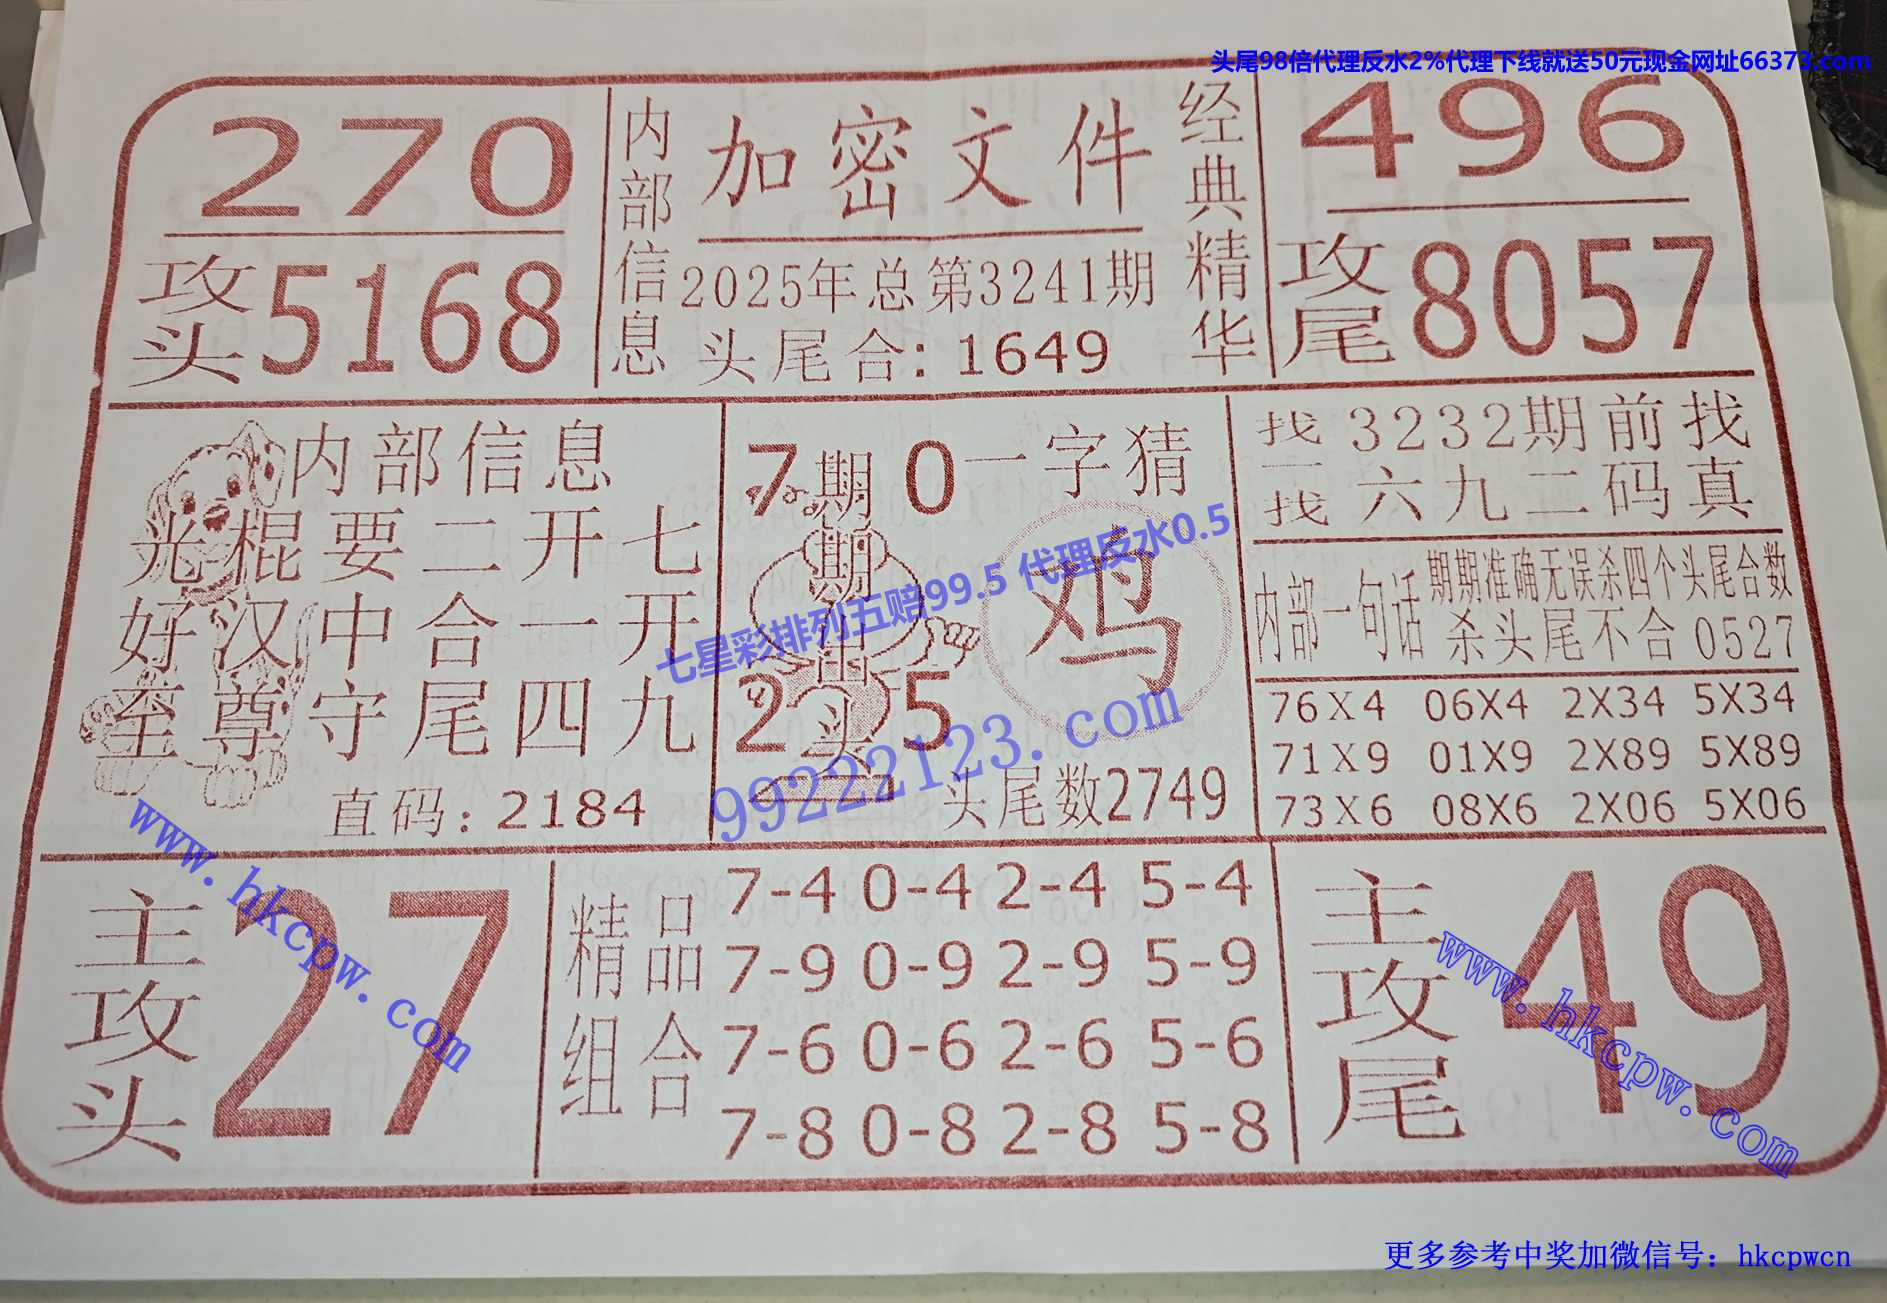 头尾98倍代理反水2%代理下线就送50元现金网址66373.com
270
攻头5168
内部信息
加密文件
2025年总第3241期
头尾合:1649
经典精华
496
攻尾8057
内部信息
光棍要二开七
好汉中合一开
至尊守尾四九
直码:2184
7 0
期期出头
2 5
一字猜
鸡
头尾数2749
七星彩排列五赔99.5 代理反水0.5
99222123.com
找一找
3232期前找
六九二码真
内部一句话
期期准确无误杀四个头尾合数
杀头尾不合0527
76X4 06X4 2X34 5X34
71X9 01X9 2X89 5X89
73X6 08X6 2X06 5X06
主攻头
27
www.hkcpw.com
精品组合
7-4 0-4 2-4 5-4
7-9 0-9 2-9 5-9
7-6 0-6 2-6 5-6
7-8 0-8 2-8 5-8
主攻尾
49
www.hkcpw.com
更多参考中奖加微信号：hkcpwcn